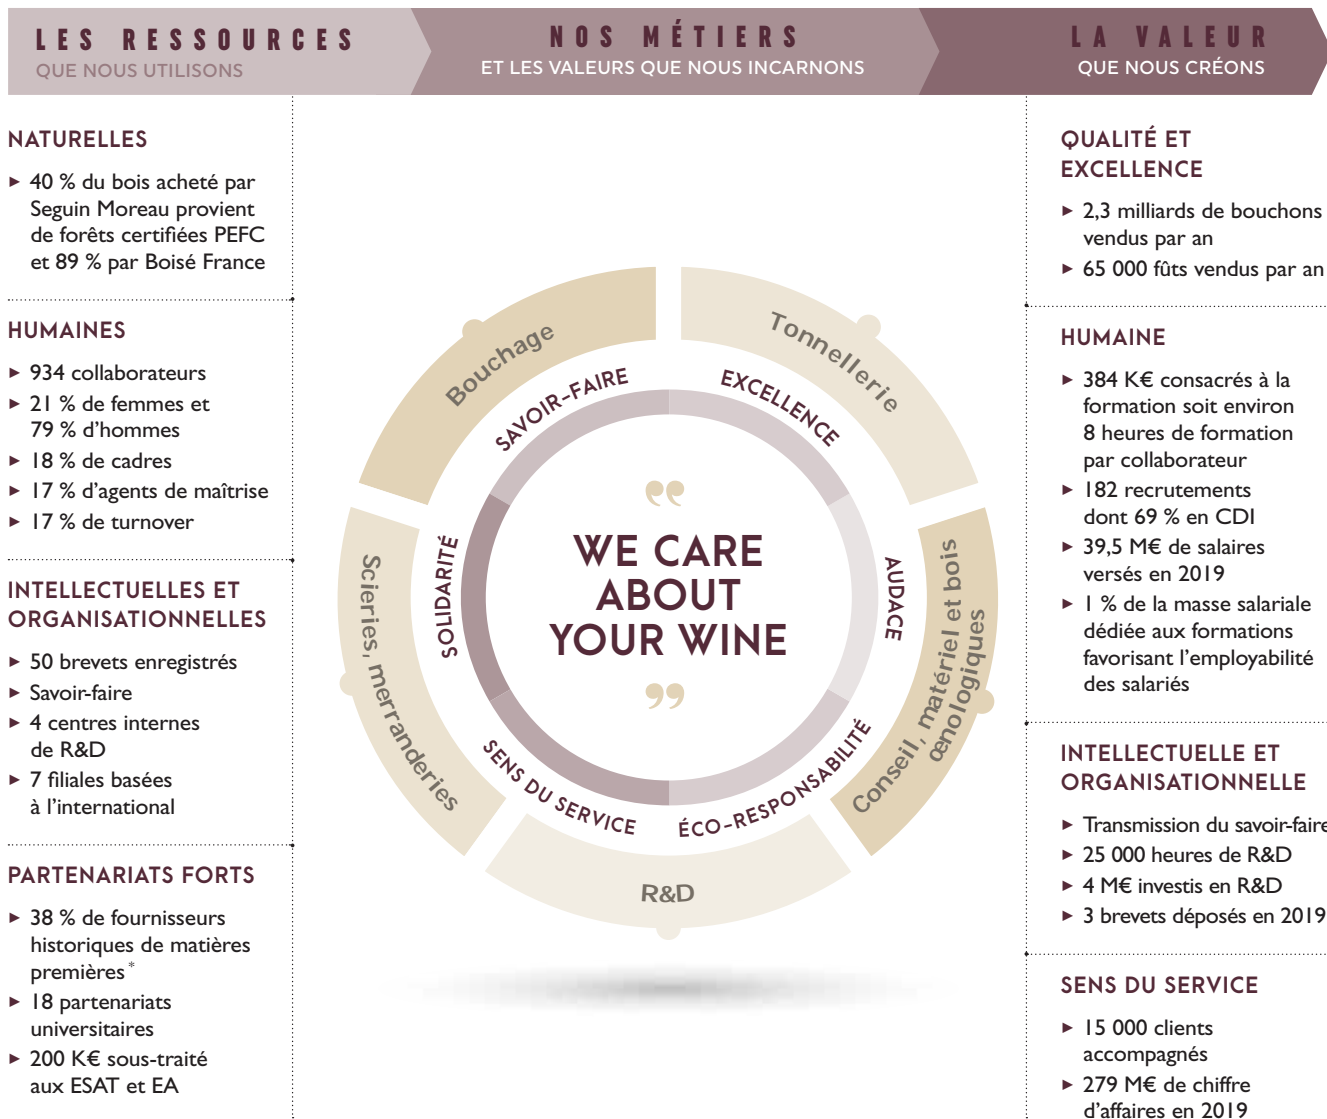 LES RESSOURCES
QUE NOUS UTILISONS
NOS MÉTIERS
ET LES VALEURS QUE NOUS INCARNONS
LA VALEUR
QUE NOUS CRÉONS
NATURELLES
► 40 % du bois acheté par
Seguin Moreau provient
de forêts certifiées PEFC
et 89 % par Boisé France
HUMAINES
► 934 collaborateurs
► 21 % de femmes et
79 % d’hommes
► 18 % de cadres
► 17 % d’agents de maîtrise
► 17 % de turnover
INTELLECTUELLES ET
ORGANISATIONNELLES
► 50 brevets enregistrés
► Savoir-faire
► 4 centres internes
de R&D
► 7 filiales basées
à l’international
PARTENARIATS FORTS
► 38 % de fournisseurs
historiques de matières
premières*
► 18 partenariats
universitaires
► 200 K€ sous-traité
aux ESAT et EA
Bouchage
Tonnellerie
Conseil, matériel et bois
œnologiques
R&D
Scieries, merranderies
SAVOIR-FAIRE
EXCELLENCE
AUDACE
ÉCO-RESPONSABILITÉ
SENS DU SERVICE
SOLIDARITÉ
“
WE CARE
ABOUT
YOUR WINE
”
QUALITÉ ET
EXCELLENCE
► 2,3 milliards de bouchons
vendus par an
► 65 000 fûts vendus par an
HUMAINE
► 384 K€ consacrés à la
formation soit environ
8 heures de formation
par collaborateur
► 182 recrutements
dont 69 % en CDI
► 39,5 M€ de salaires
versés en 2019
► 1 % de la masse salariale
dédiée aux formations
favorisant l’employabilité
des salariés
INTELLECTUELLE ET
ORGANISATIONNELLE
► Transmission du savoir-faire
► 25 000 heures de R&D
► 4 M€ investis en R&D
► 3 brevets déposés en 2019
SENS DU SERVICE
► 15 000 clients
accompagnés
► 279 M€ de chiffre
d’affaires en 2019